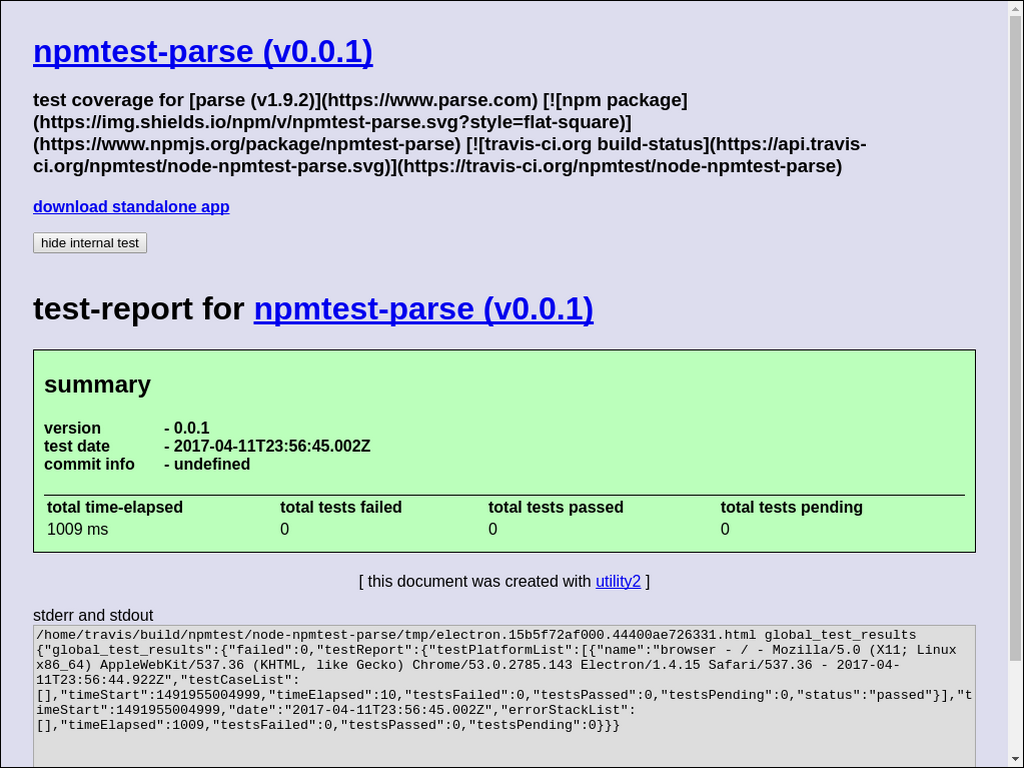 npmtest-parse (v0.0.1)
test coverage for [parse (v1.9.2)](https://www.parse.com) [![npm package]
(https://img.shields.io/npm/v/npmtest-parse.svg?style=flat-square)]
(https://www.npmjs.org/package/npmtest-parse) [![travis-ci.org build-status](https://api.travis-
ci.org/npmtest/node-npmtest-parse.svg)](https://travis-ci.org/npmtest/node-npmtest-parse)
download standalone app
hide internal test
test-report for npmtest-parse (v0.0.1)
summary
version - 0.0.1
test date - 2017-04-11T23:56:45.002Z
commit info - undefined
total time-elapsed total tests failed total tests passed total tests pending
1009 ms 0 0 0
[ this document was created with utility2 ]
stderr and stdout
/home/travis/build/npmtest/node-npmtest-parse/tmp/electron.15b5f72af000.44400ae726331.html global_test_results
{"global_test_results":{"failed":0,"testReport":{"testPlatformList":[{"name":"browser - / - Mozilla/5.0 (X11; Linux
x86_64) AppleWebKit/537.36 (KHTML, like Gecko) Chrome/53.0.2785.143 Electron/1.4.15 Safari/537.36 - 2017-04-
11T23:56:44.922Z","testCaseList":
[],"timeStart":1491955004999,"timeElapsed":10,"testsFailed":0,"testsPassed":0,"testsPending":0,"status":"passed"}],"t
imeStart":1491955004999,"date":"2017-04-11T23:56:45.002Z","errorStackList":
[],"timeElapsed":1009,"testsFailed":0,"testsPassed":0,"testsPending":0}}}